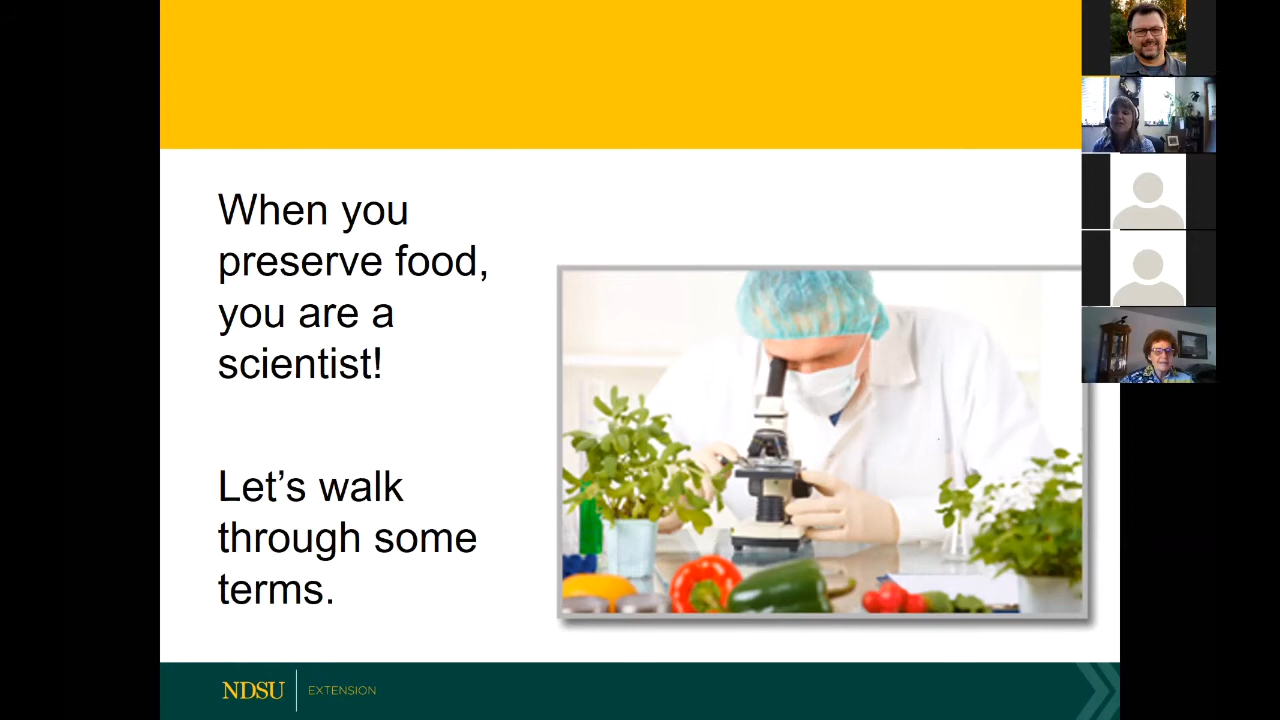 When you
preserve food,
you are a
scientist!
Let’s walk
through some
terms.
NDSU
EXTENSION